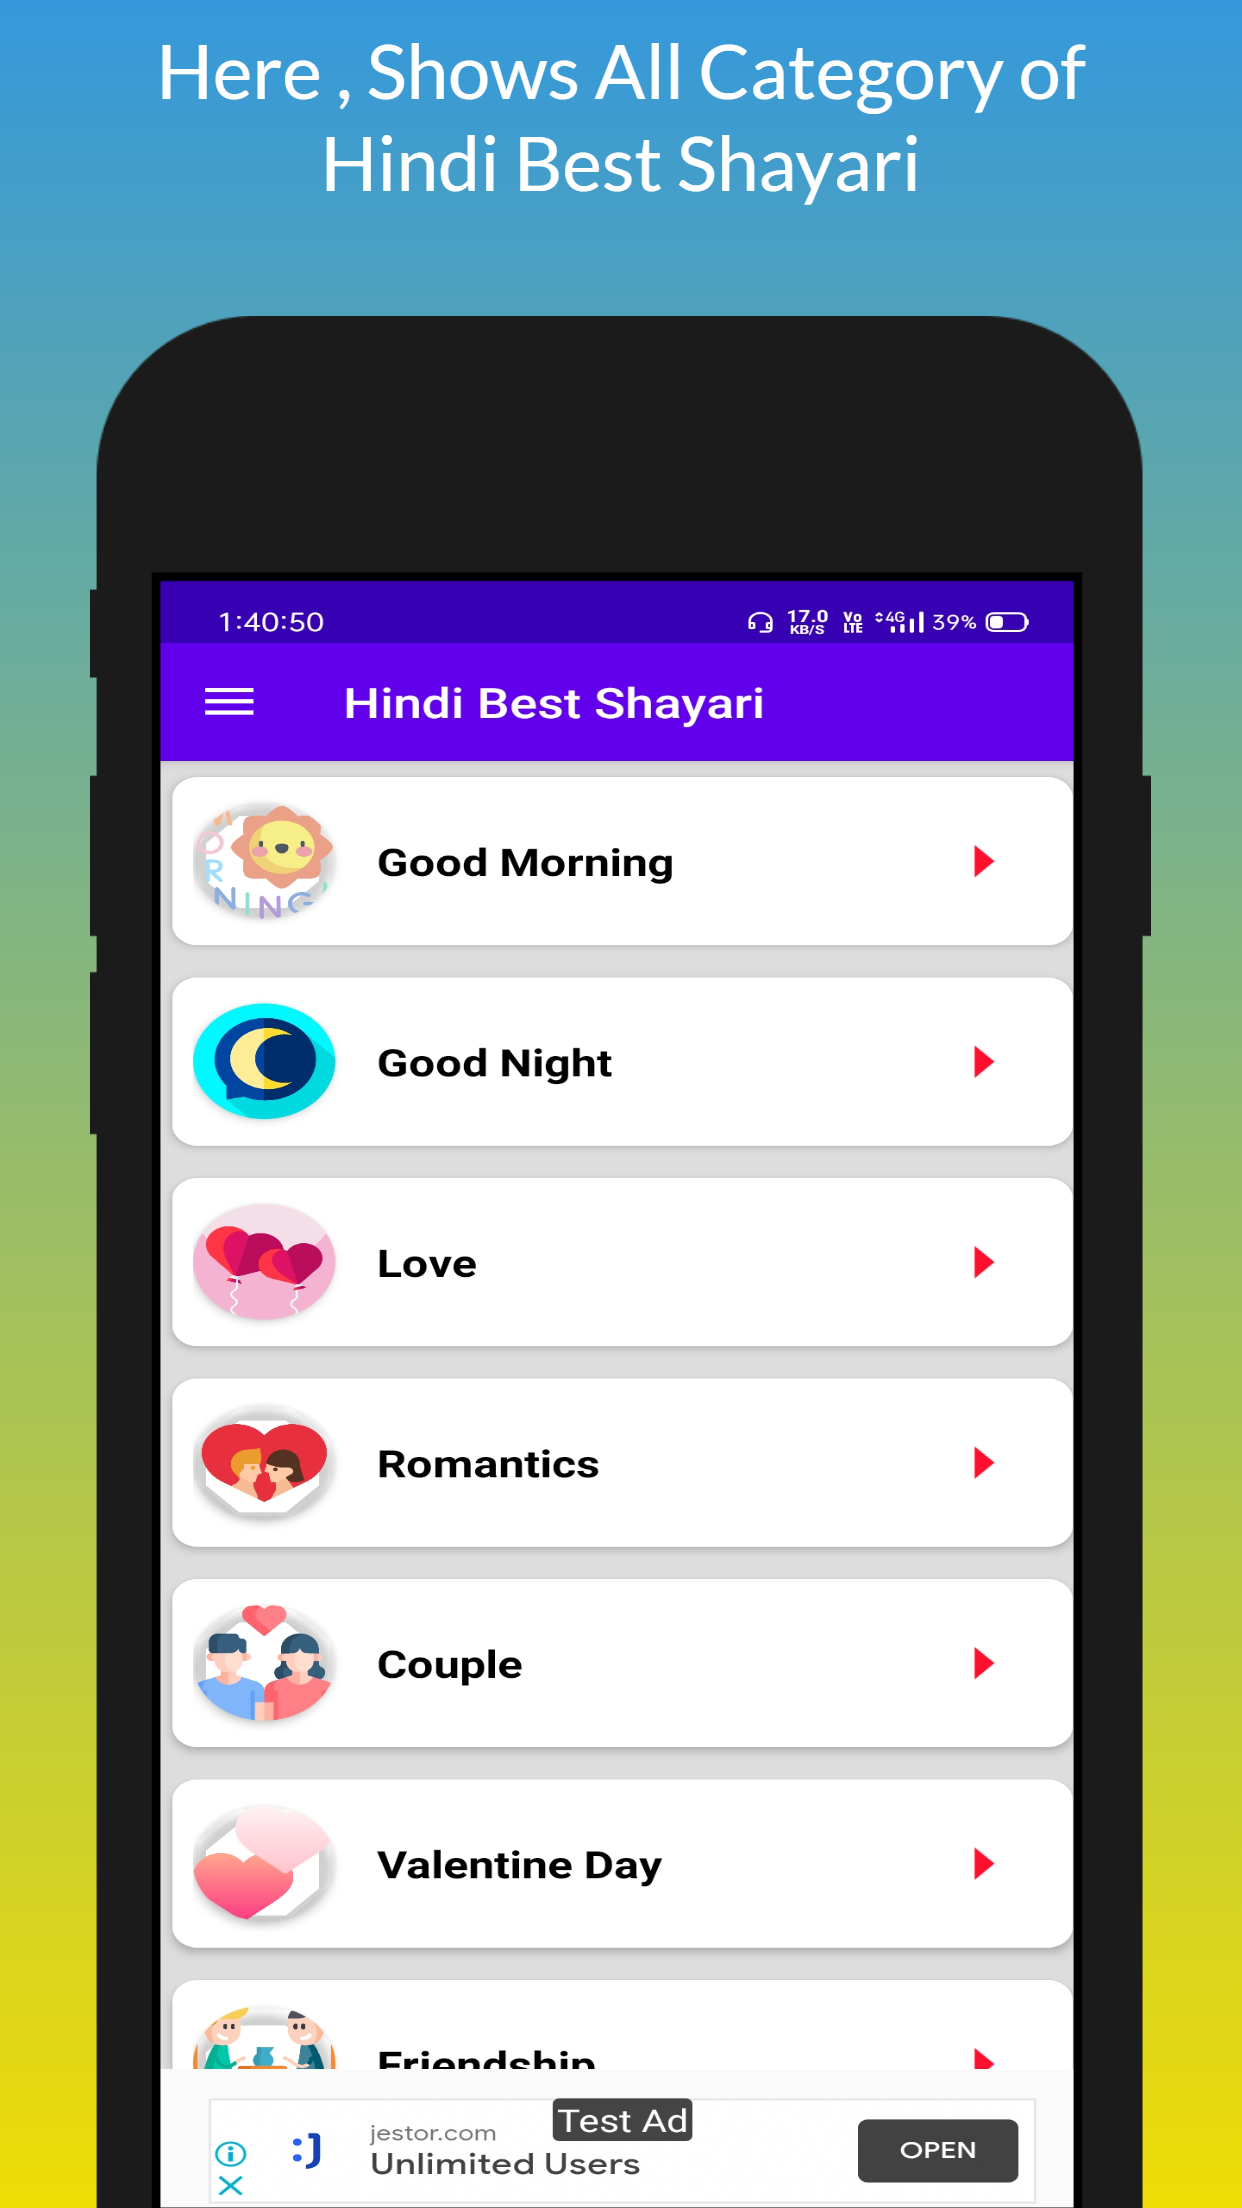 Here , Shows All Category of
Hindi Best Shayari
1:40:50
17.0 KB/S Vo LTE 4G 39%
Hindi Best Shayari
MORNING
Good Morning
Good Night
Love
Romantics
Couple
Valentine Day
Friendship
Test Ad
jestor.com
Unlimited Users
OPEN